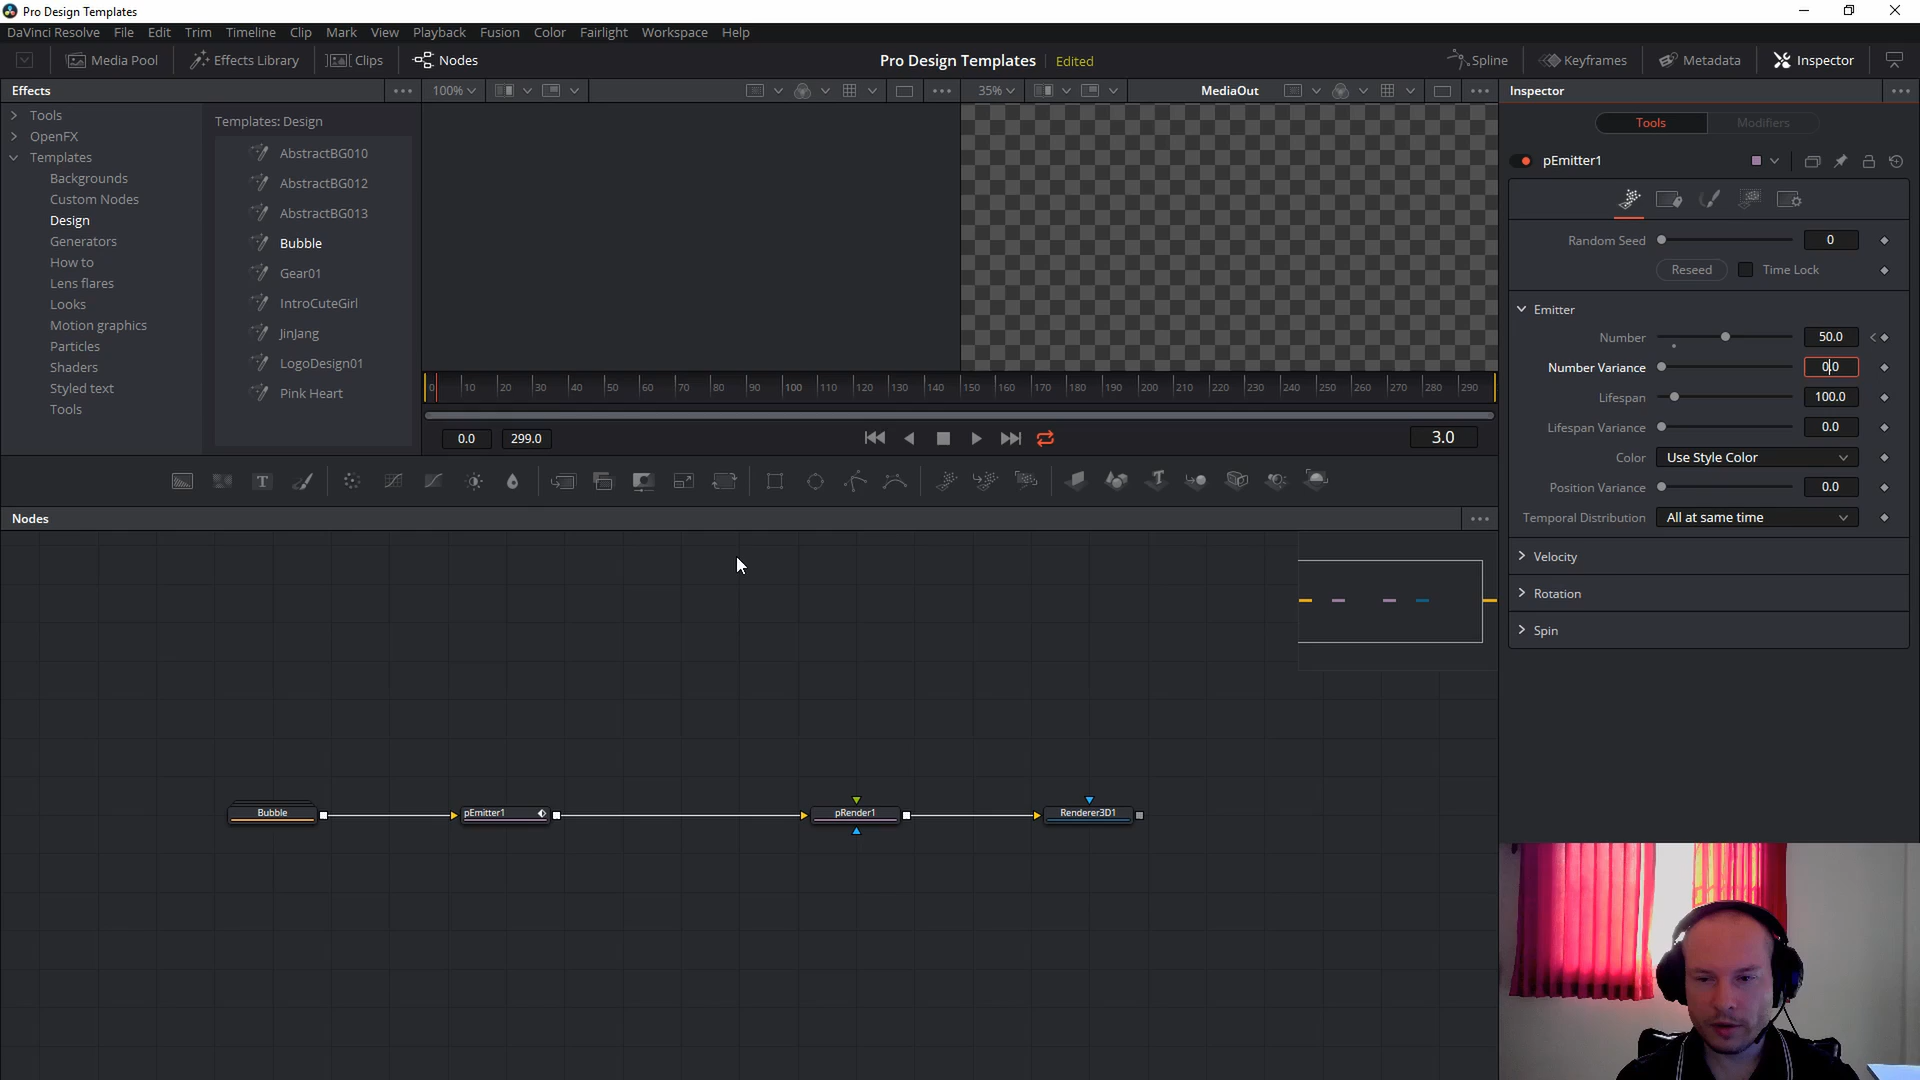 Pro Design Templates
DaVinci Resolve File Edit Trim Timeline Clip Mark View Playback Fusion Color Fairlight Workspace Help
Media Pool Effects Library Clips Nodes Pro Design Templates Edited Spline Keyframes Metadata Inspector
Effects 100% 35% MediaOut Inspector
Tools
OpenFX
Templates
Backgrounds
Custom Nodes
Design
Generators
How to
Lens flares
Looks
Motion graphics
Particles
Shaders
Styled text
Tools
Templates: Design
AbstractBG010
AbstractBG012
AbstractBG013
Bubble
Gear01
IntroCuteGirl
JinJang
LogoDesign01
Pink Heart
0 10 20 30 40 50 60 70 80 90 100 110 120 130 140 150 160 170 180 190 200 210 220 230 240 250 260 270 280 290
0.0 299.0 3.0
Tools Modifiers
pEmitter1
Random Seed 0
Reseed Time Lock
Emitter
Number 50.0
Number Variance 0.0
Lifespan 100.0
Lifespan Variance 0.0
Color Use Style Color
Position Variance 0.0
Temporal Distribution All at same time
Velocity
Rotation
Spin
Nodes
Bubble pEmitter1 pRender1 Renderer3D1